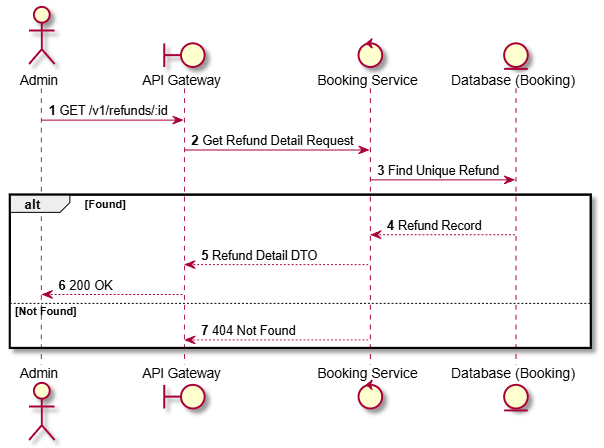 Admin
API Gateway
Booking Service
Database (Booking)
1 GET /v1/refunds/:id
2 Get Refund Detail Request
3 Find Unique Refund
alt [Found]
4 Refund Record
5 Refund Detail DTO
6 200 OK
[Not Found]
7 404 Not Found
Admin
API Gateway
Booking Service
Database (Booking)